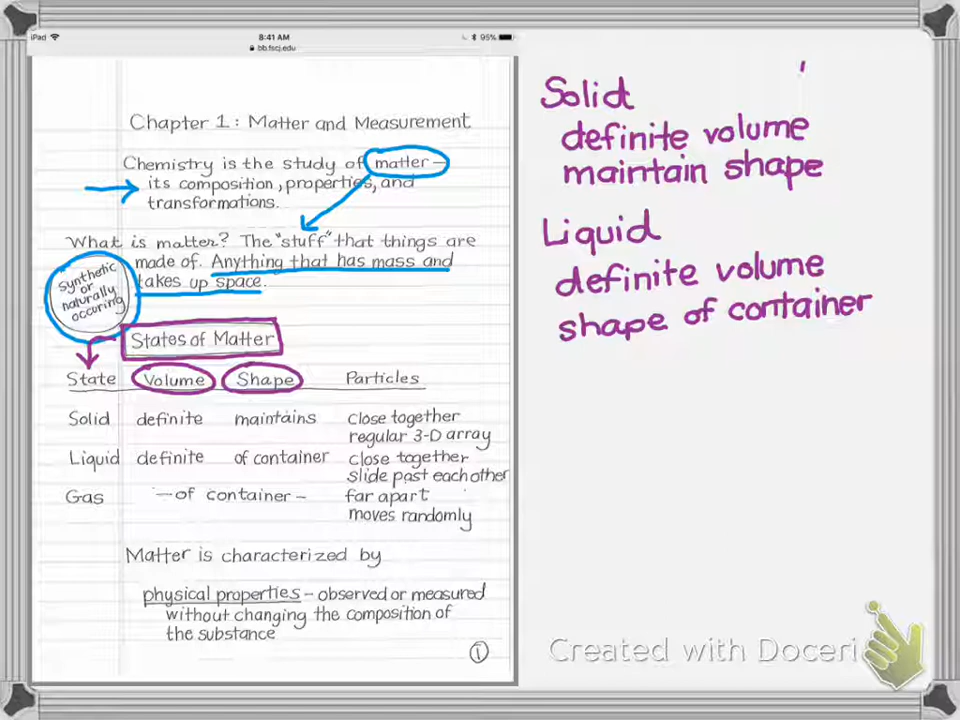 iPad
8:41 AM
95%
bb.fscj.edu
Chapter 1: Matter and Measurement
Chemistry is the study of matter –
its composition, properties, and
transformations.
What is matter? The "stuff" that things are
made of. Anything that has mass and
takes up space.
synthetic
or
naturally
occuring
States of Matter
State Volume Shape Particles
Solid definite maintains close together
regular 3-D array
Liquid definite of container close together
slide past each other
Gas – of container – far apart
moves randomly
Matter is characterized by
physical properties – observed or measured
without changing the composition of
the substance
1
Solid
definite volume
maintain shape
Liquid
definite volume
shape of container
Created with Doceri